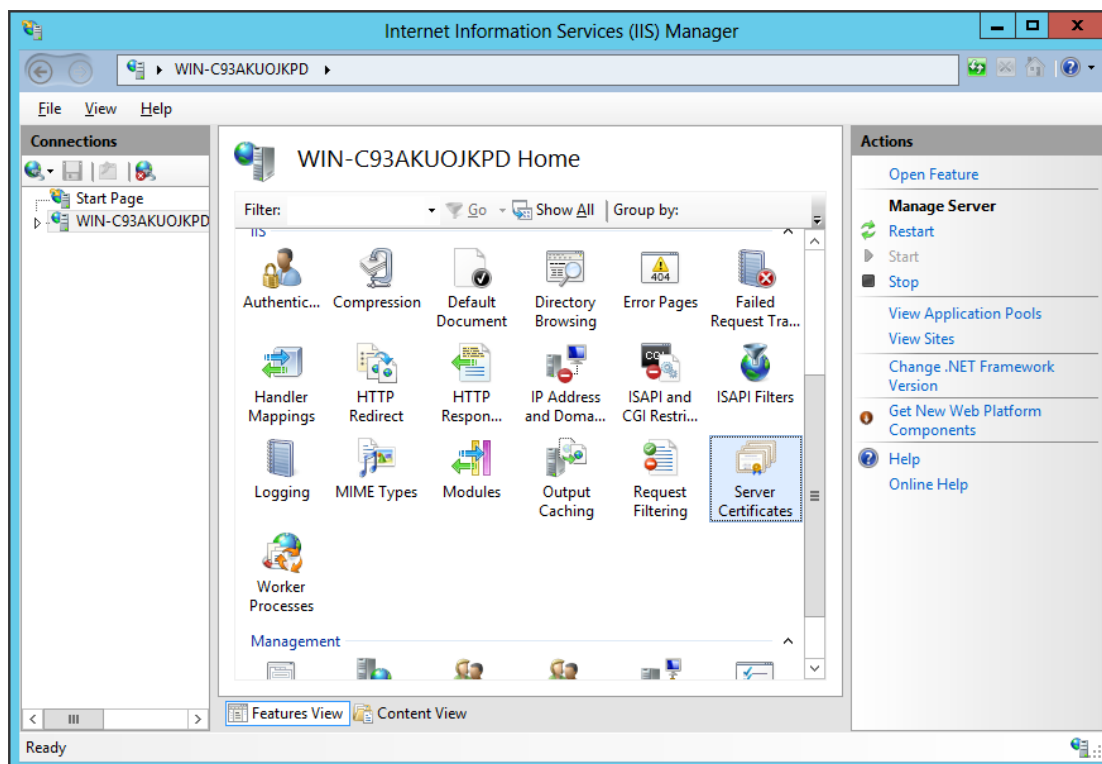 Internet Information Services (IIS) Manager
WIN-C93AKUOJKPD
File View Help
Connections
Start Page
WIN-C93AKUOJKPD
WIN-C93AKUOJKPD Home
Filter: Go Show All Group by:
IIS
Authentic... Compression Default Document Directory Browsing Error Pages Failed Request Tra...
Handler Mappings HTTP Redirect HTTP Respon... IP Address and Doma... ISAPI and CGI Restri... ISAPI Filters
Logging MIME Types Modules Output Caching Request Filtering Server Certificates
Worker Processes
Management
Features View Content View
Actions
Open Feature
Manage Server
Restart
Start
Stop
View Application Pools
View Sites
Change .NET Framework
Version
Get New Web Platform
Components
Help
Online Help
Ready